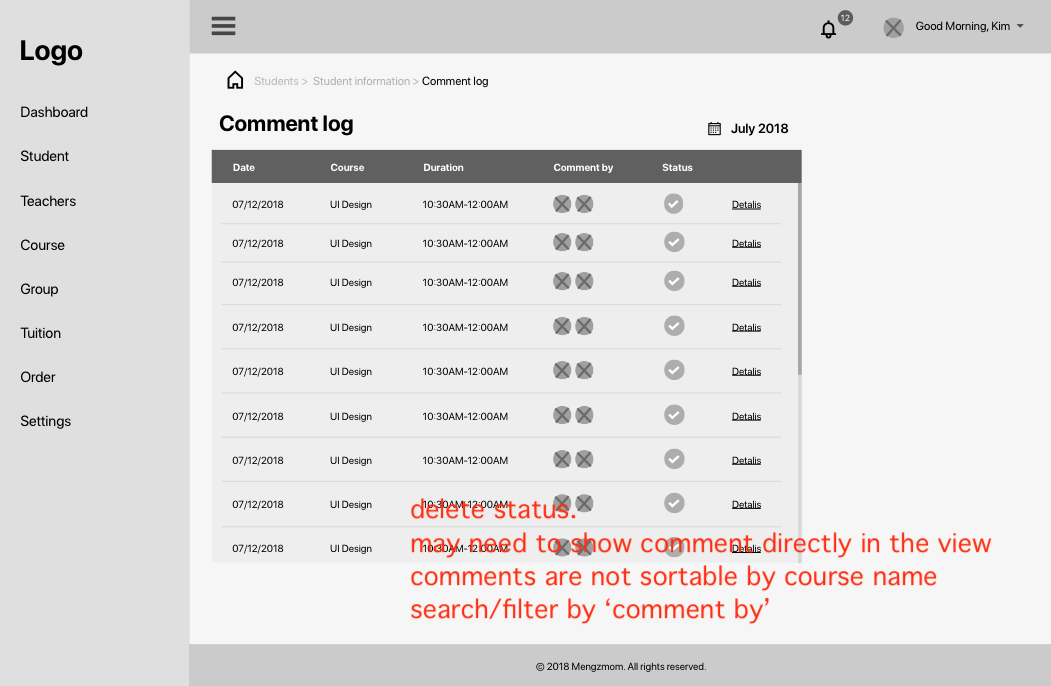 Logo
12
Good Morning, Kim
Dashboard
Student
Teachers
Course
Group
Tuition
Order
Settings
Students > Student information > Comment log
Comment log
July 2018
Date Course Duration Comment by Status
07/12/2018 UI Design 10:30AM-12:00AM Detalis
07/12/2018 UI Design 10:30AM-12:00AM Detalis
07/12/2018 UI Design 10:30AM-12:00AM Detalis
07/12/2018 UI Design 10:30AM-12:00AM Detalis
07/12/2018 UI Design 10:30AM-12:00AM Detalis
07/12/2018 UI Design 10:30AM-12:00AM Detalis
07/12/2018 UI Design 10:30AM-12:00AM Detalis
07/12/2018 UI Design 10:30AM-12:00AM Detalis
07/12/2018 UI Design 10:30AM-12:00AM Detalis
delete status.
may need to show comment directly in the view
comments are not sortable by course name
search/filter by ‘comment by’
© 2018 Mengzmom. All rights reserved.